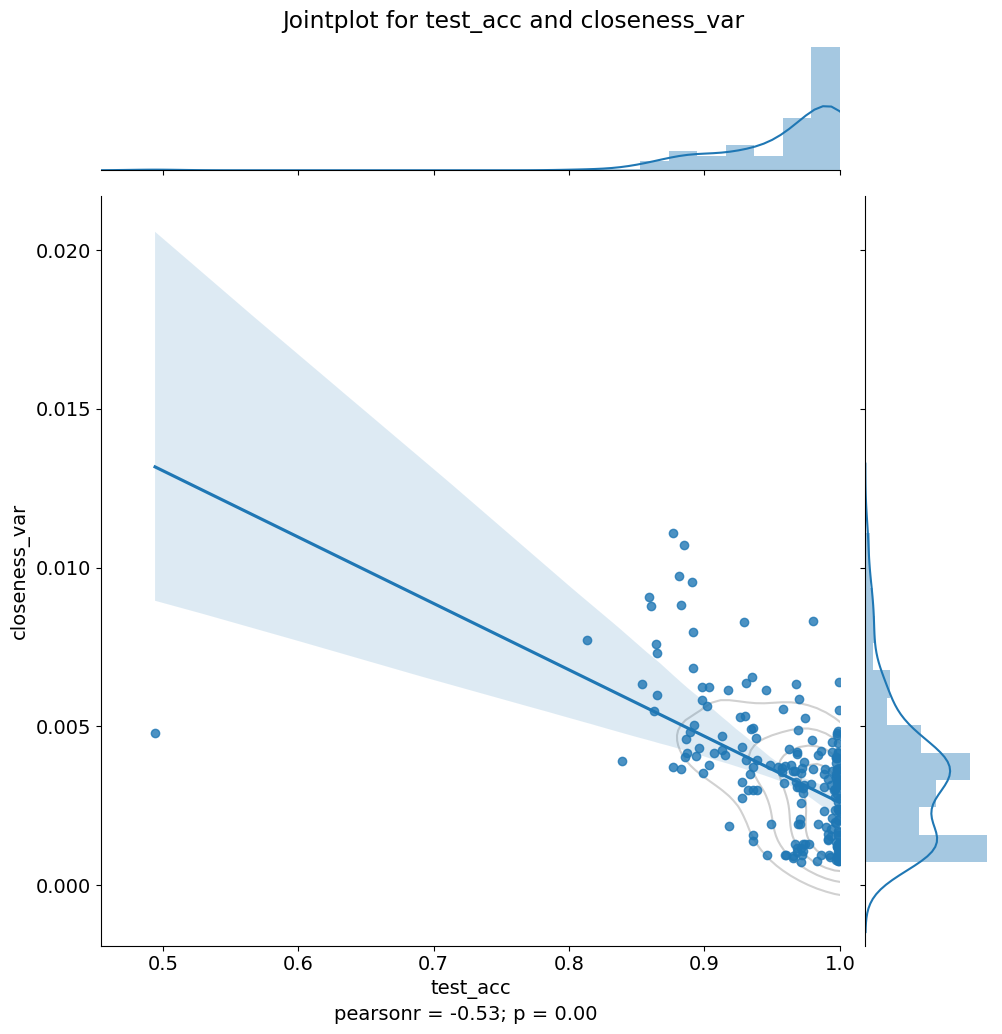 Jointplot for test_acc and closeness_var
0.020
0.015
0.010
0.005
0.000
closeness_var
0.5 0.6 0.7 0.8 0.9 1.0
test_acc
pearsonr = -0.53; p = 0.00